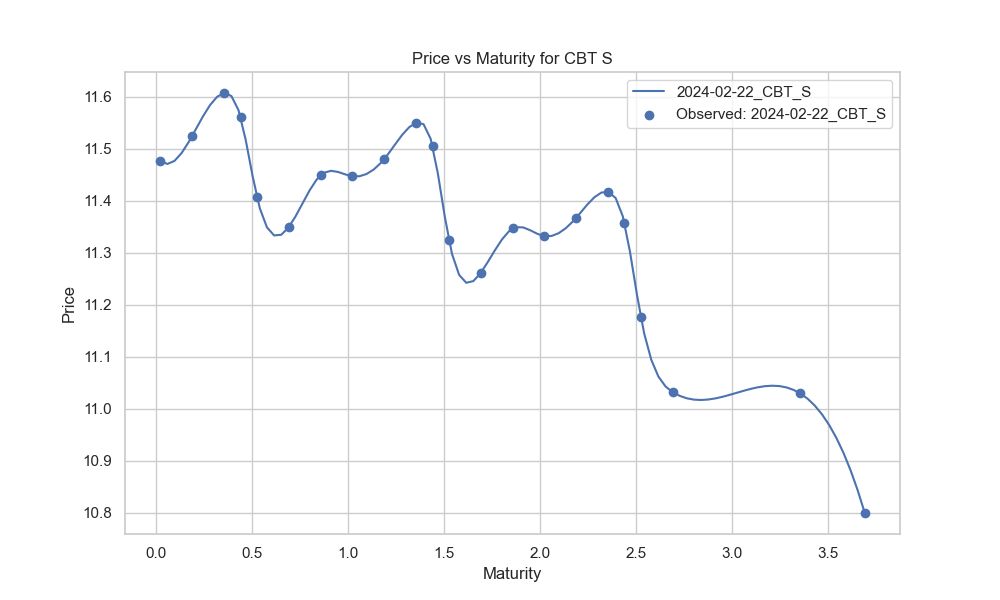 Price vs Maturity for CBT S
2024-02-22_CBT_S
Observed: 2024-02-22_CBT_S
11.6
11.5
11.4
11.3
11.2
11.1
11.0
10.9
10.8
Price
0.0 0.5 1.0 1.5 2.0 2.5 3.0 3.5
Maturity